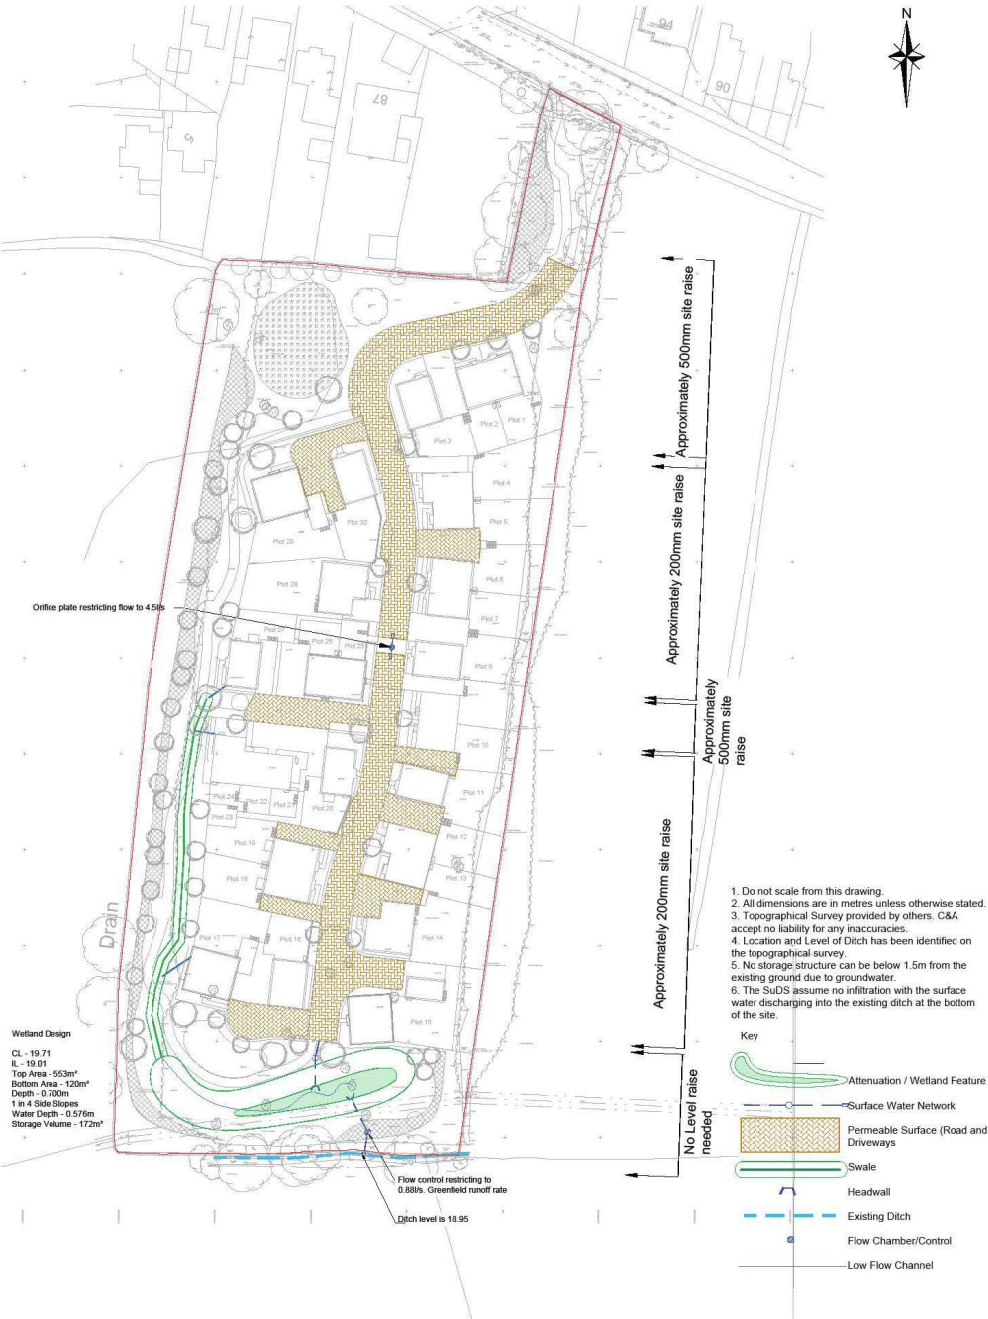 N
76
90
87
5
Approximately 500mm site raise
Plot 1
Plot 2
Plot 3
Plot 4
Plot 5
Plot 30
Plot 29
Plot 6
Plot 28
Approximately 200mm site raise
Orifice plate restricting flow to 4.5l/s
Plot 7
Plot 27
Plot 26
Plot 25
Plot 8
Approximately
500mm site
raise
Plot 10
Plot 11
Plot 24
Plot 22
Plot 21
Plot 20
Plot 23
Plot 12
Plot 19
Plot 18
Plot 13
Approximately 200mm site raise
Drain
Plot 17
Plot 16
Plot 14
Plot 15
1. Do not scale from this drawing.
2. All dimensions are in metres unless otherwise stated.
3. Topographical Survey provided by others. C&A
accept no liability for any inaccuracies.
4. Location and Level of Ditch has been identified on
the topographical survey.
5. No storage structure can be below 1.5m from the
existing ground due to groundwater.
6. The SuDS assume no infiltration with the surface
water discharging into the existing ditch at the bottom
of the site.
Wetland Design
CL - 19.71
IL - 19.01
Top Area - 553m²
Bottom Area - 120m²
Depth - 0.700m
1 in 4 Side Slopes
Water Depth - 0.576m
Storage Volume - 172m³
No Level raise
needed
Flow control restricting to
0.88l/s. Greenfield runoff rate
Ditch level is 18.95
Key
Attenuation / Wetland Feature
Surface Water Network
Permeable Surface (Road and
Driveways
Swale
Headwall
Existing Ditch
Flow Chamber/Control
Low Flow Channel